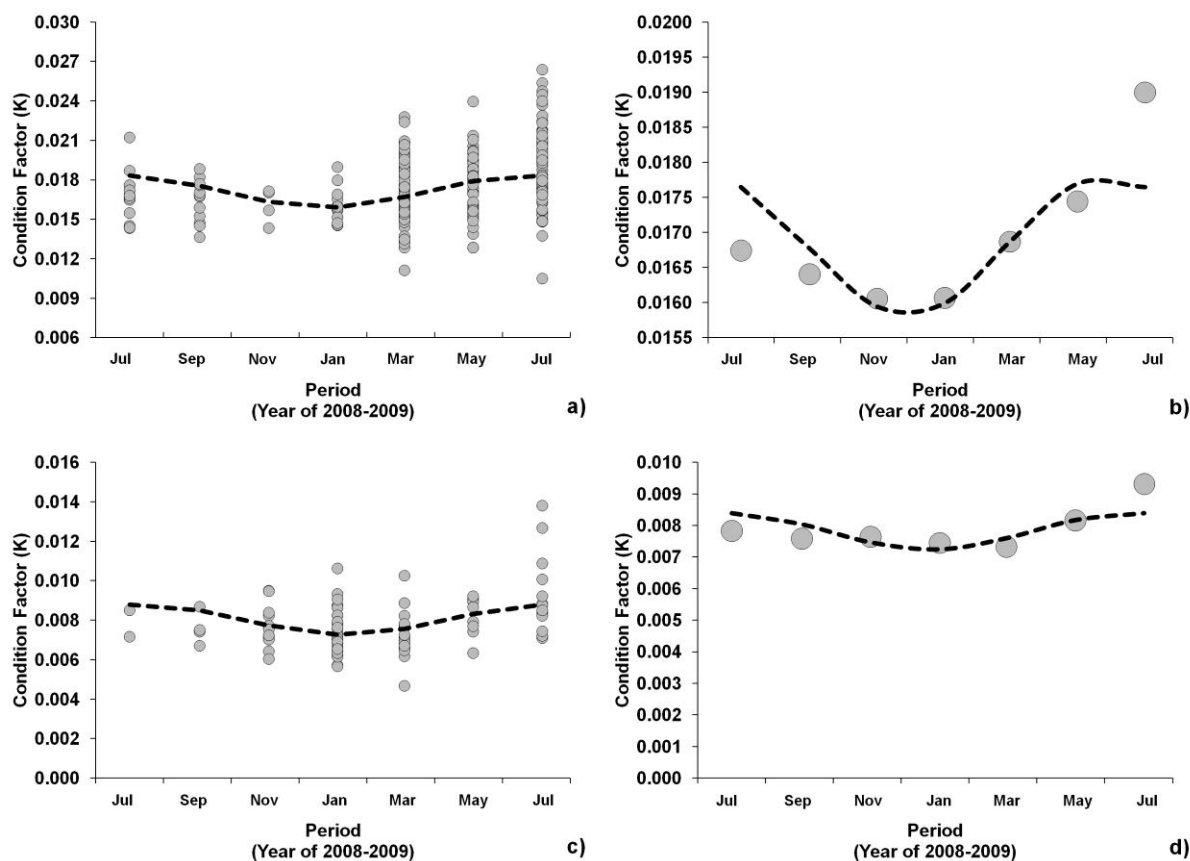 Condition Factor (K)
0.030
0.027
0.024
0.021
0.018
0.015
0.012
0.009
0.006
Jul Sep Nov Jan Mar May Jul
Period
(Year of 2008-2009)
a)
Condition Factor (K)
0.0200
0.0195
0.0190
0.0185
0.0180
0.0175
0.0170
0.0165
0.0160
0.0155
Jul Sep Nov Jan Mar May Jul
Period
(Year of 2008-2009)
b)
Condition Factor (K)
0.016
0.014
0.012
0.010
0.008
0.006
0.004
0.002
0.000
Jul Sep Nov Jan Mar May Jul
Period
(Year of 2008-2009)
c)
Condition Factor (K)
0.010
0.009
0.008
0.007
0.006
0.005
0.004
0.003
0.002
0.001
0.000
Jul Sep Nov Jan Mar May Jul
Period
(Year of 2008-2009)
d)